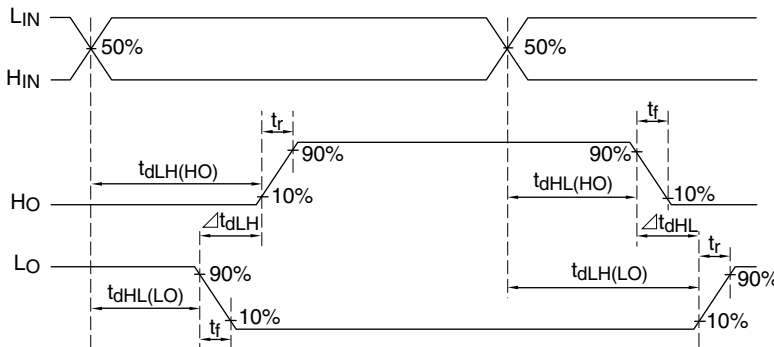 LIN
50%
50%
HIN
tr
tf
90%
90%
tdLH(HO)
tdHL(HO)
10%
10%
HO
⊿tdLH
⊿tdHL
tr
LO
90%
tdLH(LO)
90%
tdHL(LO)
10%
tf
10%